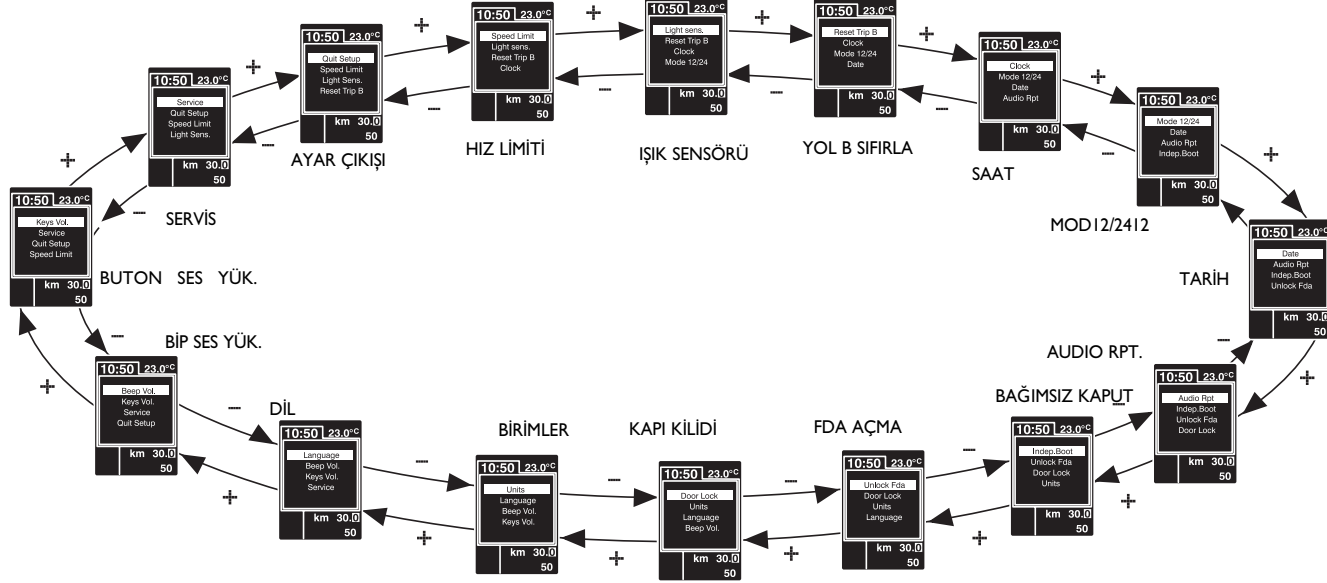 10:50 23.0°C
Speed Limit
Light sens.
Reset Trip B
Clock
km 30.0
50
HIZ LİMİTİ
10:50 23.0°C
Light sens.
Reset Trip B
Clock
Mode 12/24
km 30.0
50
IŞIK SENSÖRÜ
10:50 23.0°C
Reset Trip B
Clock
Mode 12/24
Date
km 30.0
50
YOL B SIFIRLA
10:50 23.0°C
Clock
Mode 12/24
Date
Audio Rpt
km 30.0
50
SAAT
10:50 23.0°C
Mode 12/24
Date
Audio Rpt
Indep.Boot
km 30.0
50
MOD12/2412
10:50 23.0°C
Date
Audio Rpt
Indep.Boot
Unlock Fda
km 30.0
50
TARİH
10:50 23.0°C
Audio Rpt
Indep.Boot
Unlock Fda
Door Lock
km 30.0
50
AUDIO RPT.
10:50 23.0°C
Indep.Boot
Unlock Fda
Door Lock
Units
km 30.0
50
BAĞIMSIZ KAPUT
10:50 23.0°C
Unlock Fda
Door Lock
Units
Language
km 30.0
50
FDA AÇMA
10:50 23.0°C
Door Lock
Units
Language
Beep Vol.
km 30.0
50
KAPI KİLİDİ
10:50 23.0°C
Units
Language
Beep Vol.
Keys Vol.
km 30.0
50
BİRİMLER
10:50 23.0°C
Language
Beep Vol.
Keys Vol.
Service
km 30.0
50
DİL
10:50 23.0°C
Beep Vol.
Keys Vol.
Service
Quit Setup
km 30.0
50
BİP SES YÜK.
10:50 23.0°C
Keys Vol.
Service
Quit Setup
Speed Limit
km 30.0
50
BUTON SES YÜK.
10:50 23.0°C
Service
Quit Setup
Speed Limit
Light Sens.
km 30.0
50
SERVİS
10:50 23.0°C
Quit Setup
Speed Limit
Light Sens.
Reset Trip B
km 30.0
50
AYAR ÇIKIŞI